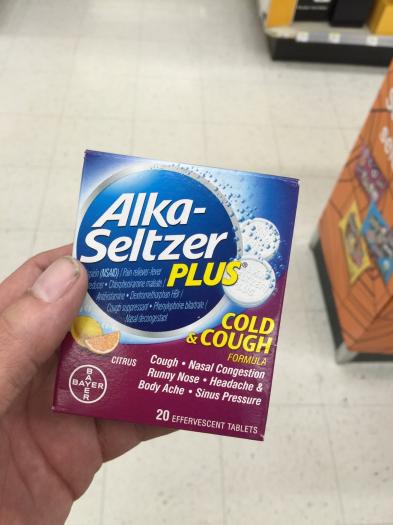 Alka-
Seltzer
PLUS®
(NSAID) / Pain reliever-fever
Chlorpheniramine maleate /
Antihistamine • Dextromethorphan HBr /
Cough suppressant • Phenylephrine bitartrate /
Nasal decongestant
COLD
& COUGH
FORMULA
CITRUS
Cough • Nasal Congestion
Runny Nose • Headache &
Body Ache • Sinus Pressure
BAYER
BAYER
20 EFFERVESCENT TABLETS